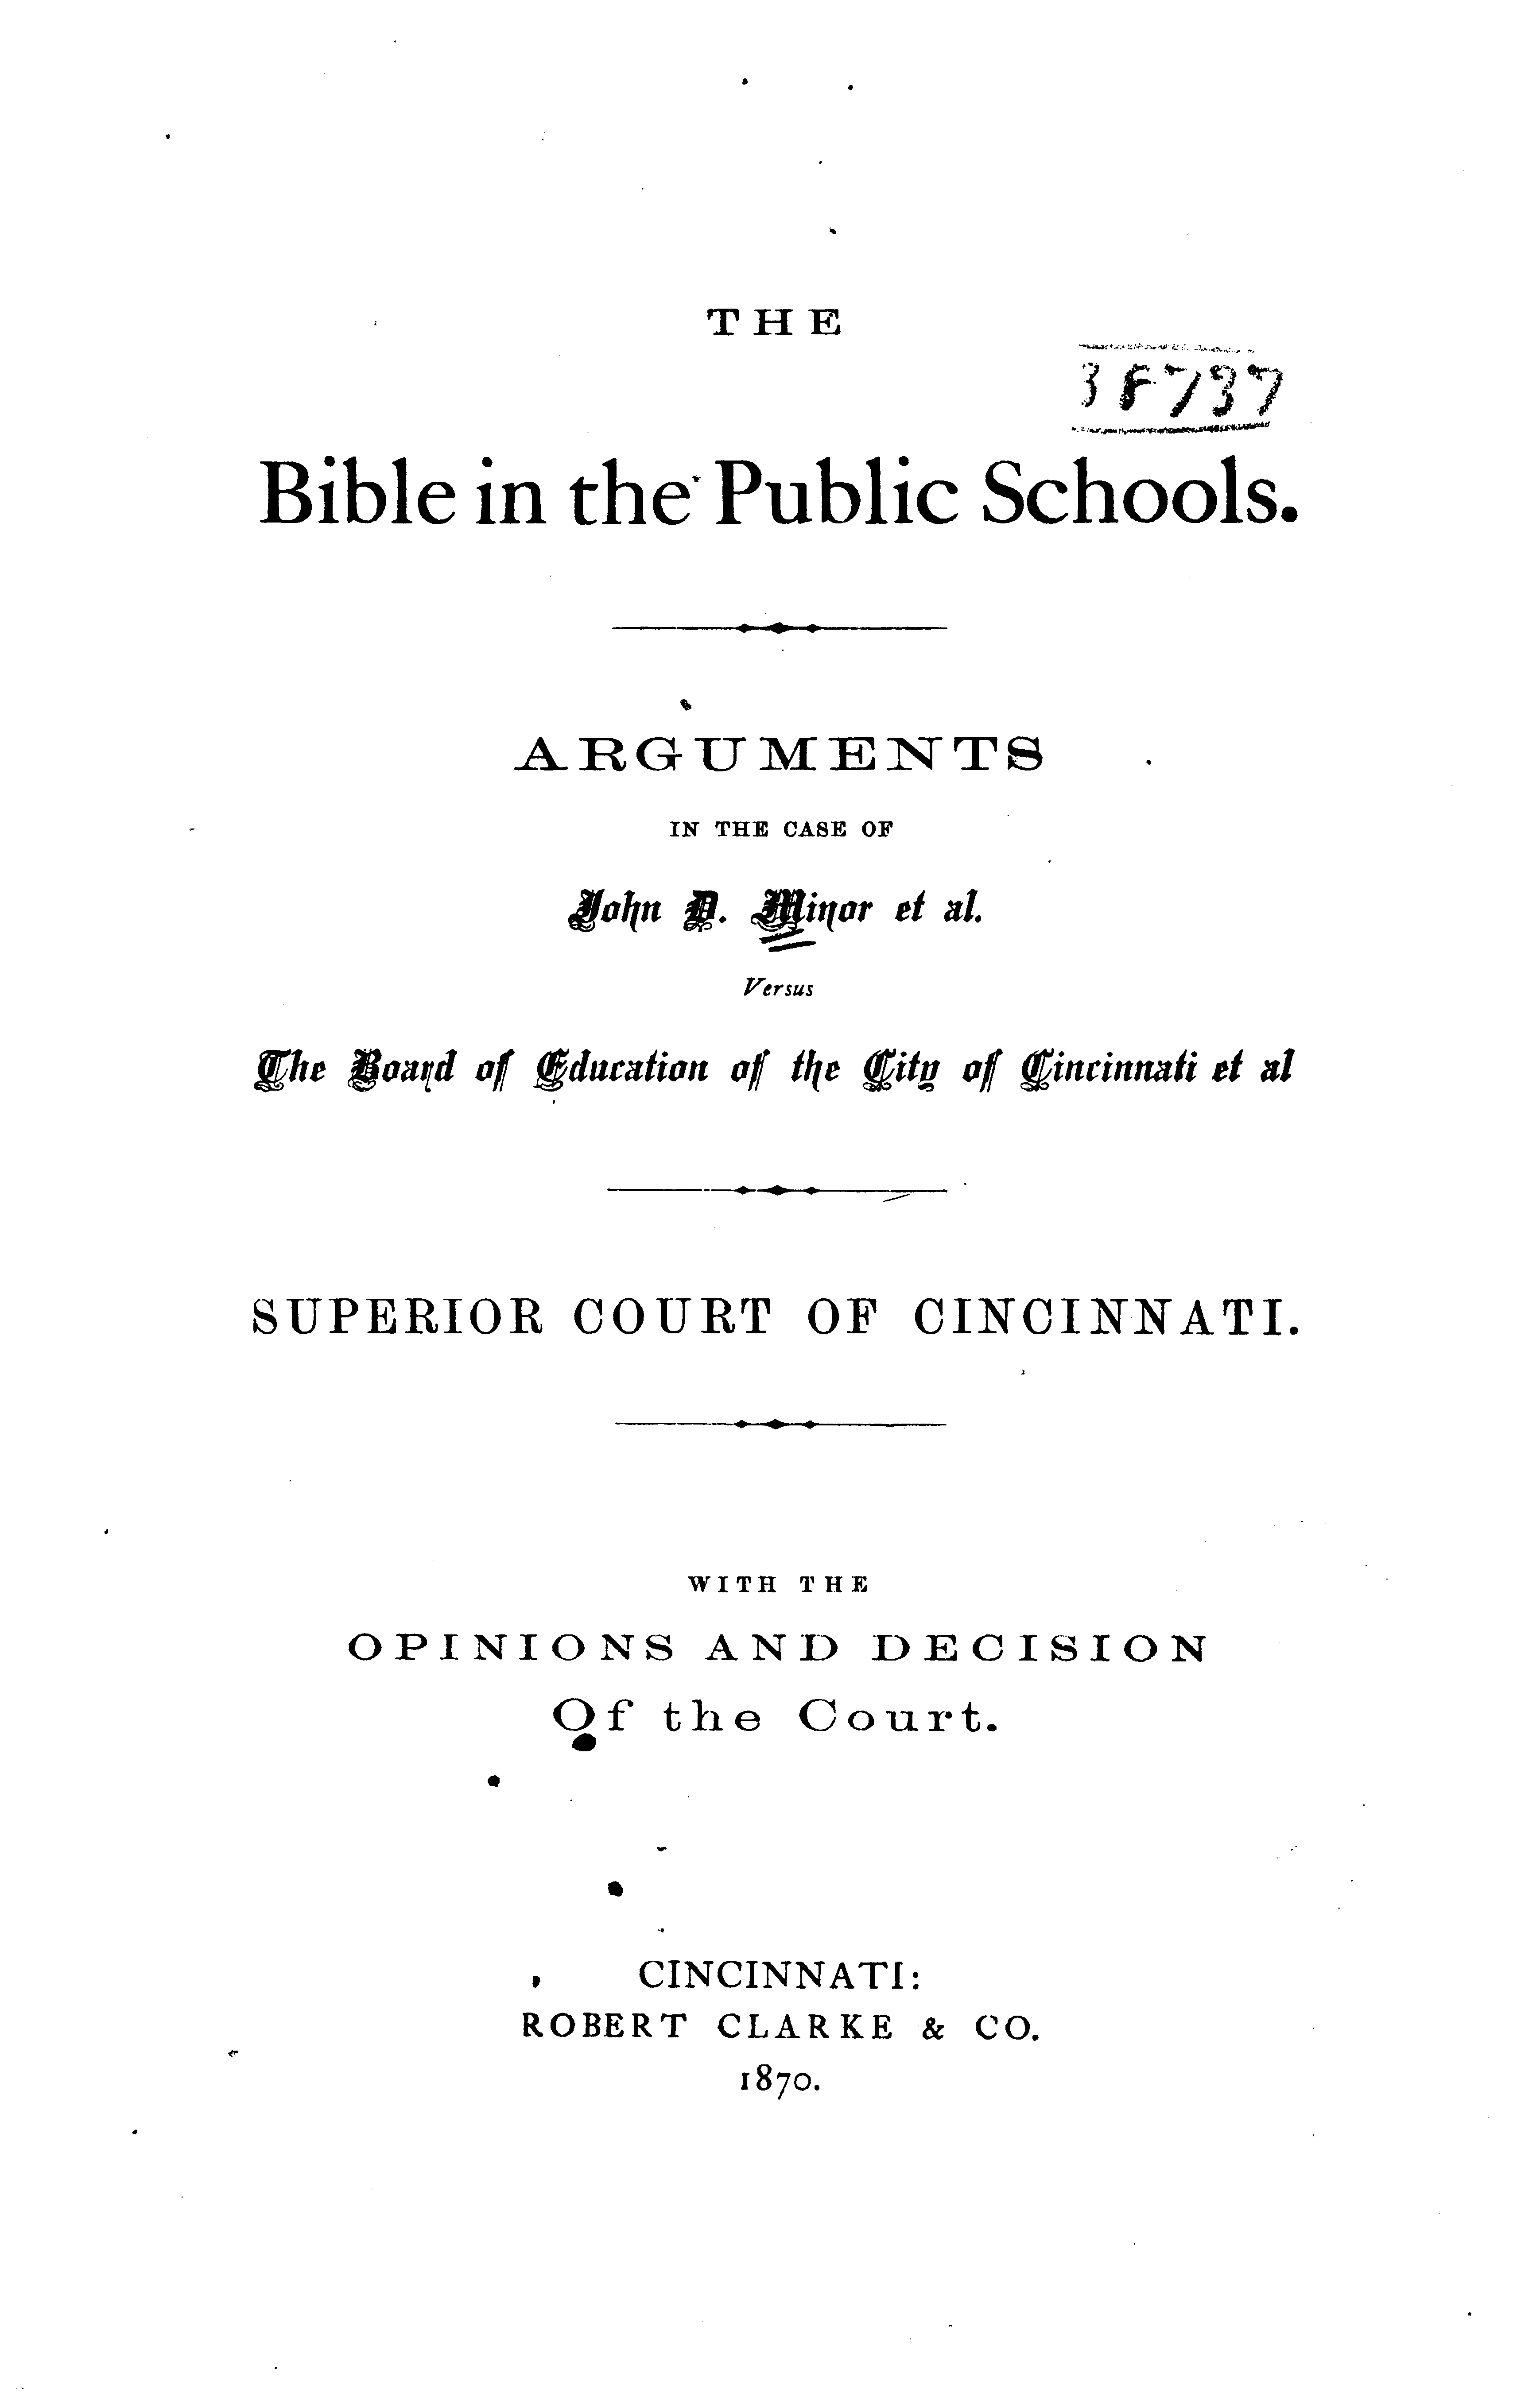 THE
Bible in the Public Schools.
ARGUMENTS
IN THE CASE OF
John D. Minor et al.
Versus
The Board of Education of the City of Cincinnati et al
SUPERIOR COURT OF CINCINNATI.
WITH THE
OPINIONS AND DECISION
Of the Court.
CINCINNATI:
ROBERT CLARKE & CO.
1870.